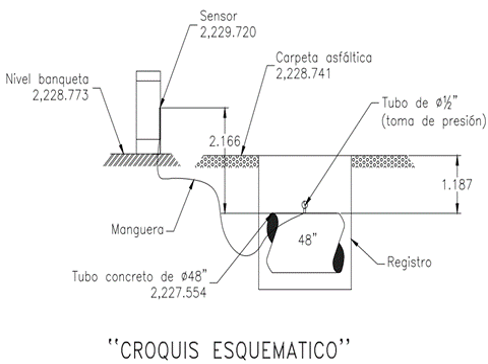 Sensor
2,229.720
Carpeta asfáltica
2,228.741
Nivel banqueta
2,228.773
Tubo de ø½”
(toma de presión)
2.166
1.187
Manguera
48”
Registro
Tubo concreto de ø48”
2,227.554
‘‘CROQUIS ESQUEMATICO’’